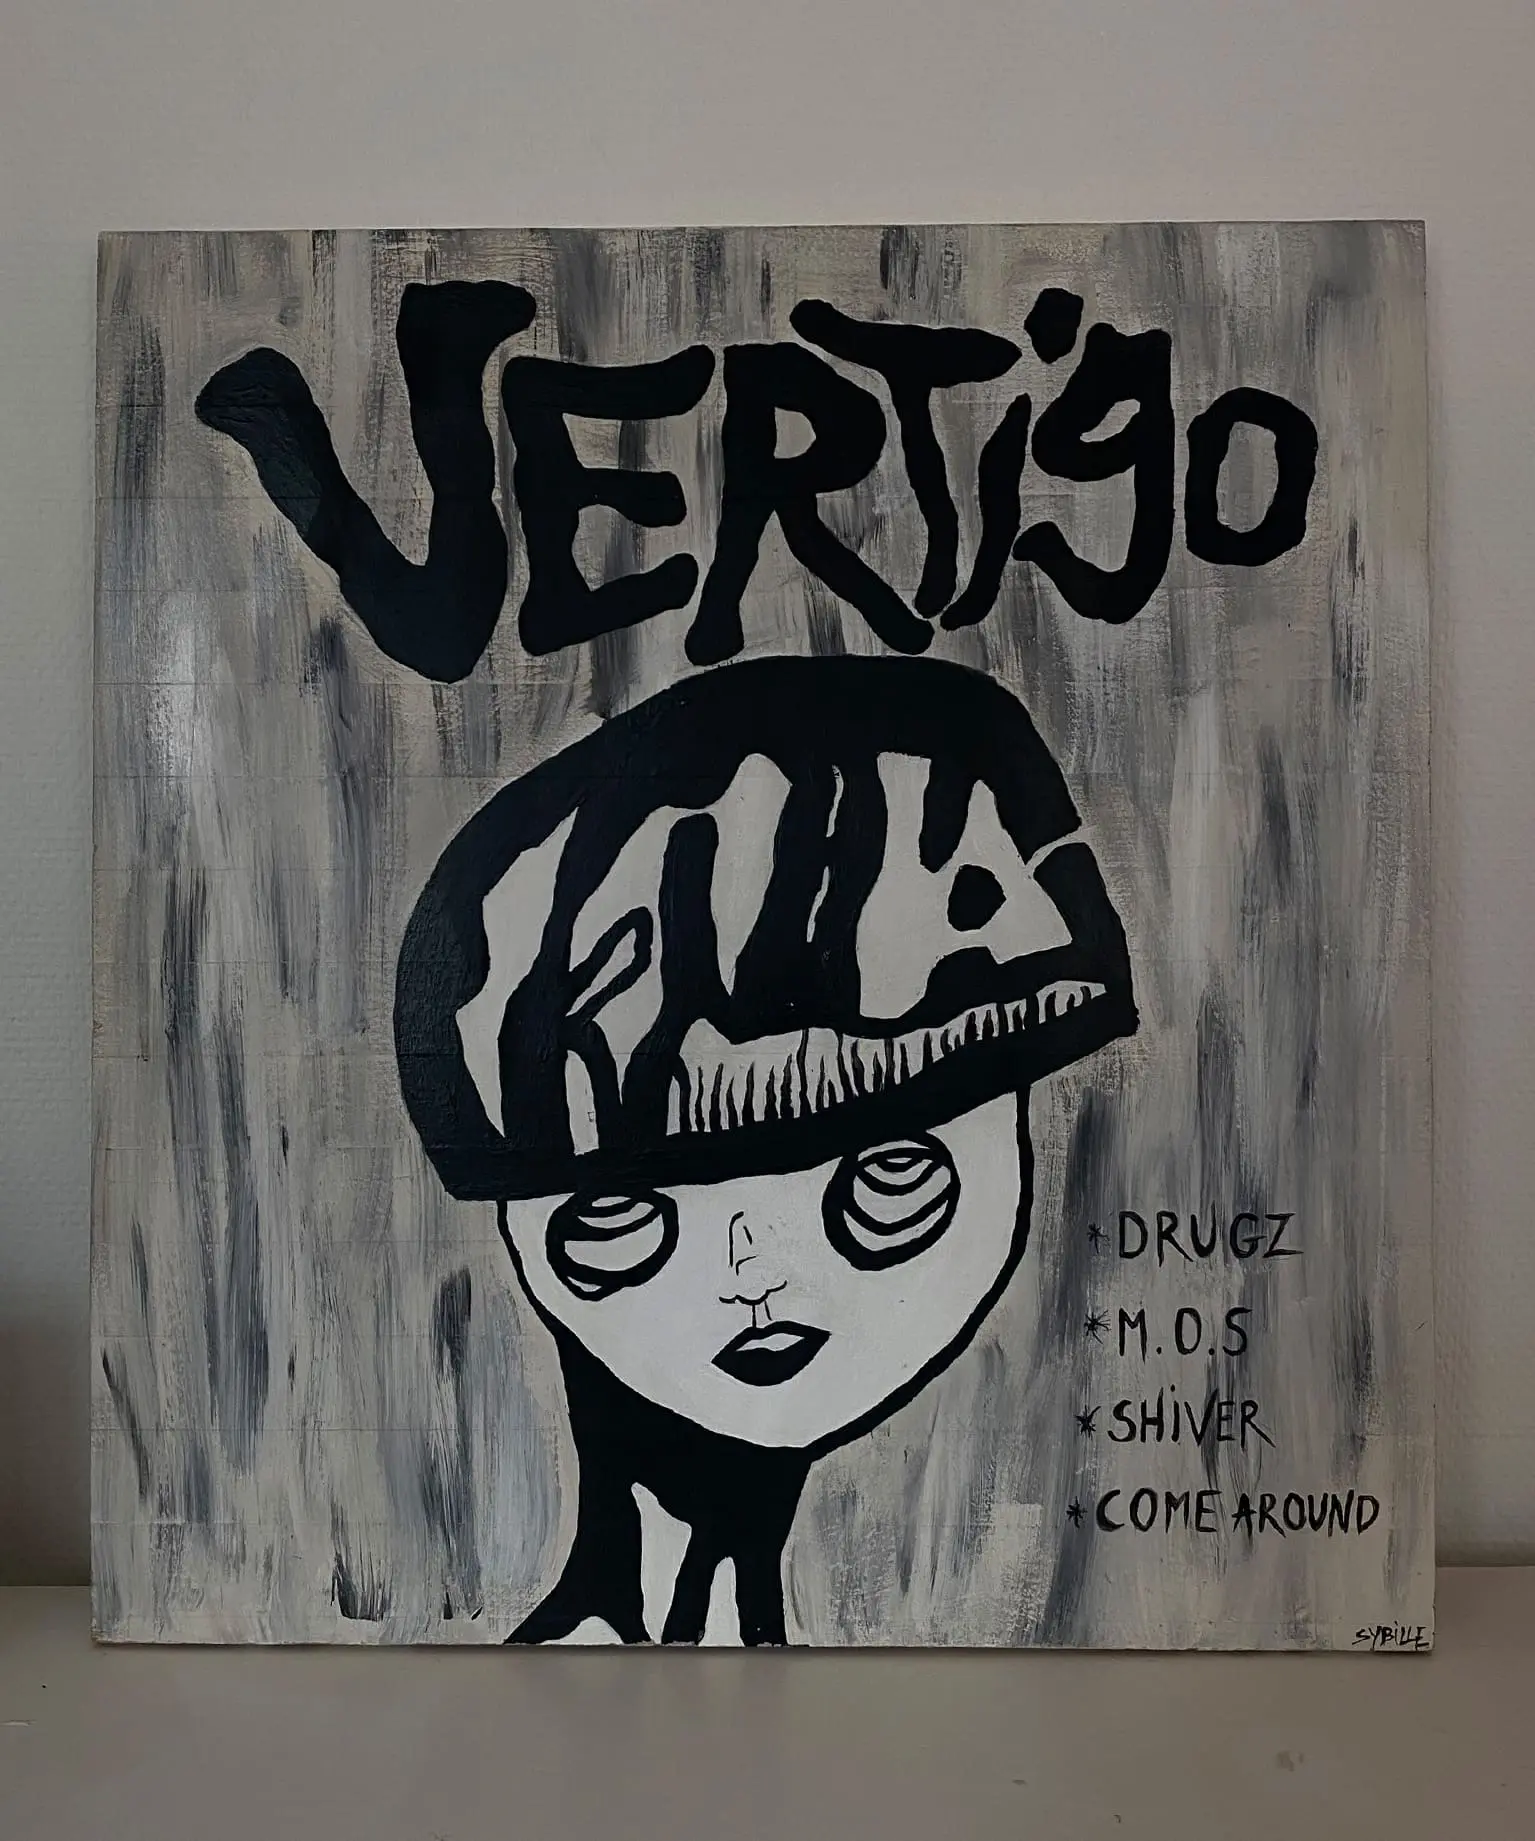 VERTigo
* DRUGZ
* M.O.S
* SHIVER
* COME AROUND
SYBILLE